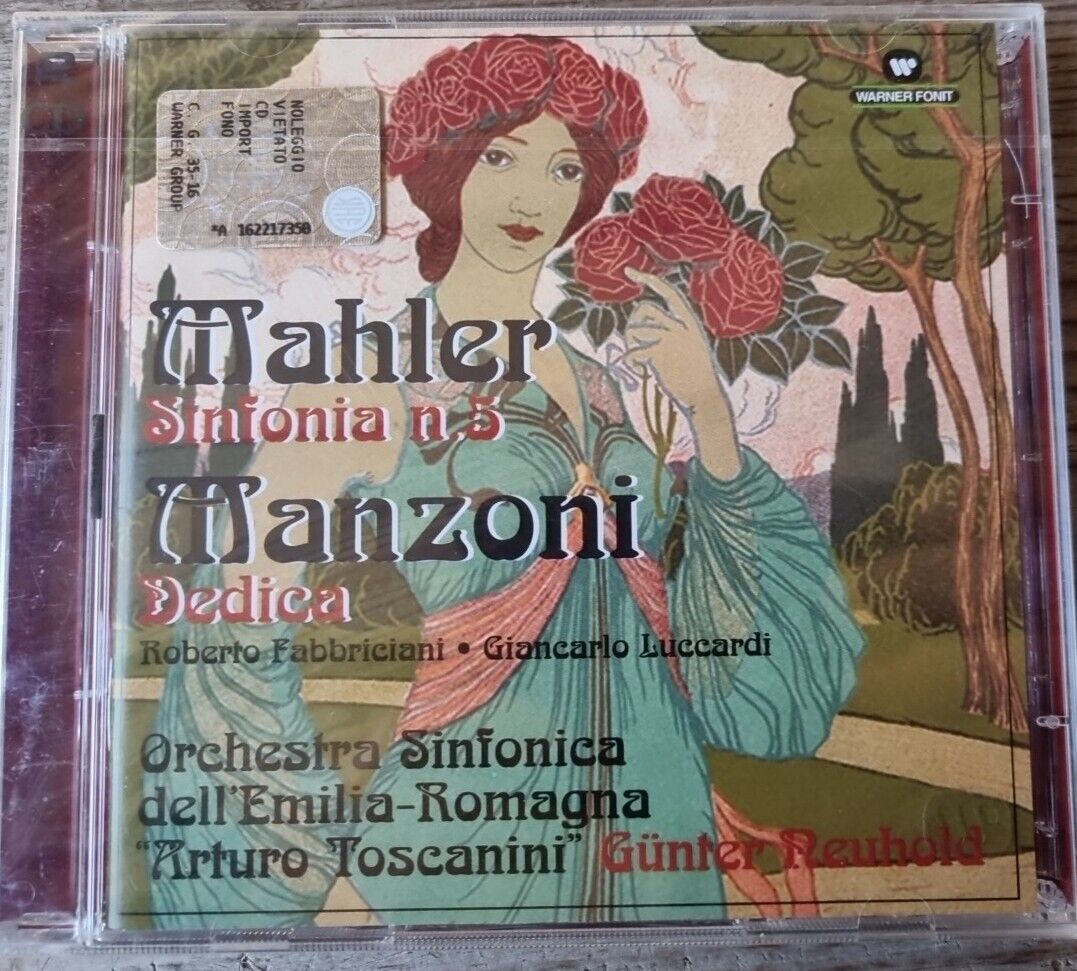 WARNER FONIT
NOLEGGIO
VIETATO
CD
IMPORT
FONO
C. G. 35-16
WARNER GROUP
*A 162217350
Mahler
Sinfonia n.5
Manzoni
Dedica
Roberto Fabbriciani • Giancarlo Luccardi
Orchestra Sinfonica
dell'Emilia-Romagna
"Arturo Toscanini" Günter Neuhold